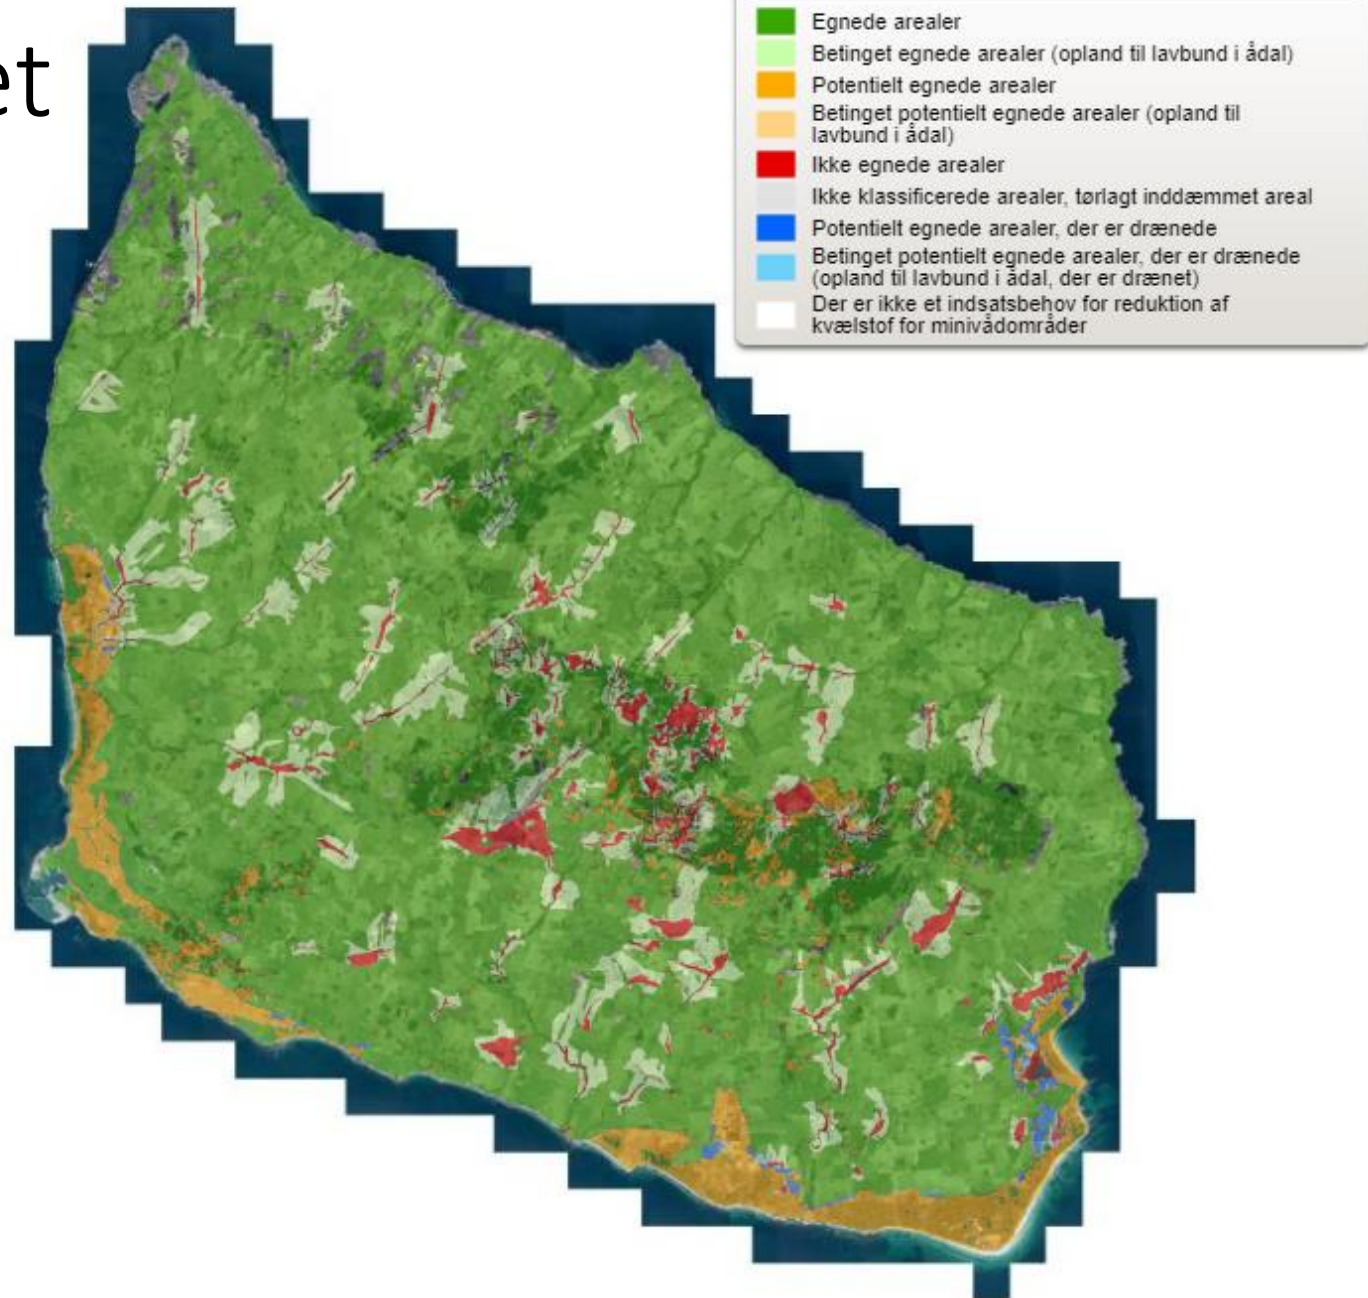 et
Egnede arealer
Betinget egnede arealer (opland til lavbund i ådal)
Potentielt egnede arealer
Betinget potentielt egnede arealer (opland til
lavbund i ådal)
Ikke egnede arealer
Ikke klassificerede arealer, tørlagt inddæmmet areal
Potentielt egnede arealer, der er drænede
Betinget potentielt egnede arealer, der er drænede
(opland til lavbund i ådal, der er drænet)
Der er ikke et indsatsbehov for reduktion af
kvælstof for minivådområder